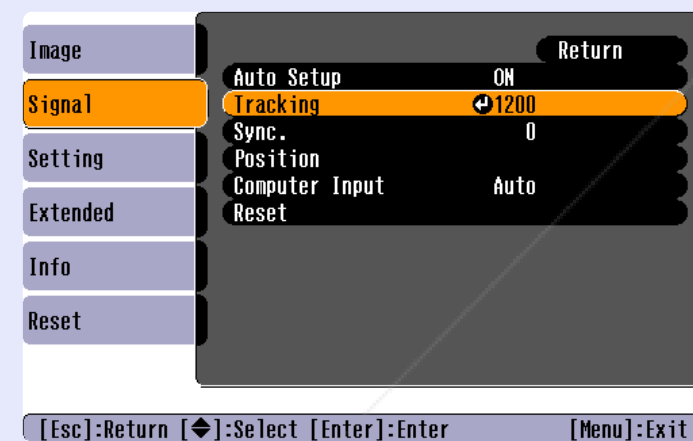 Image
Signal
Setting
Extended
Info
Reset
Return
Auto Setup ON
Tracking 1200
Sync. 0
Position
Computer Input Auto
Reset
[Esc]:Return [◆]:Select [Enter]:Enter [Menu]:Exit